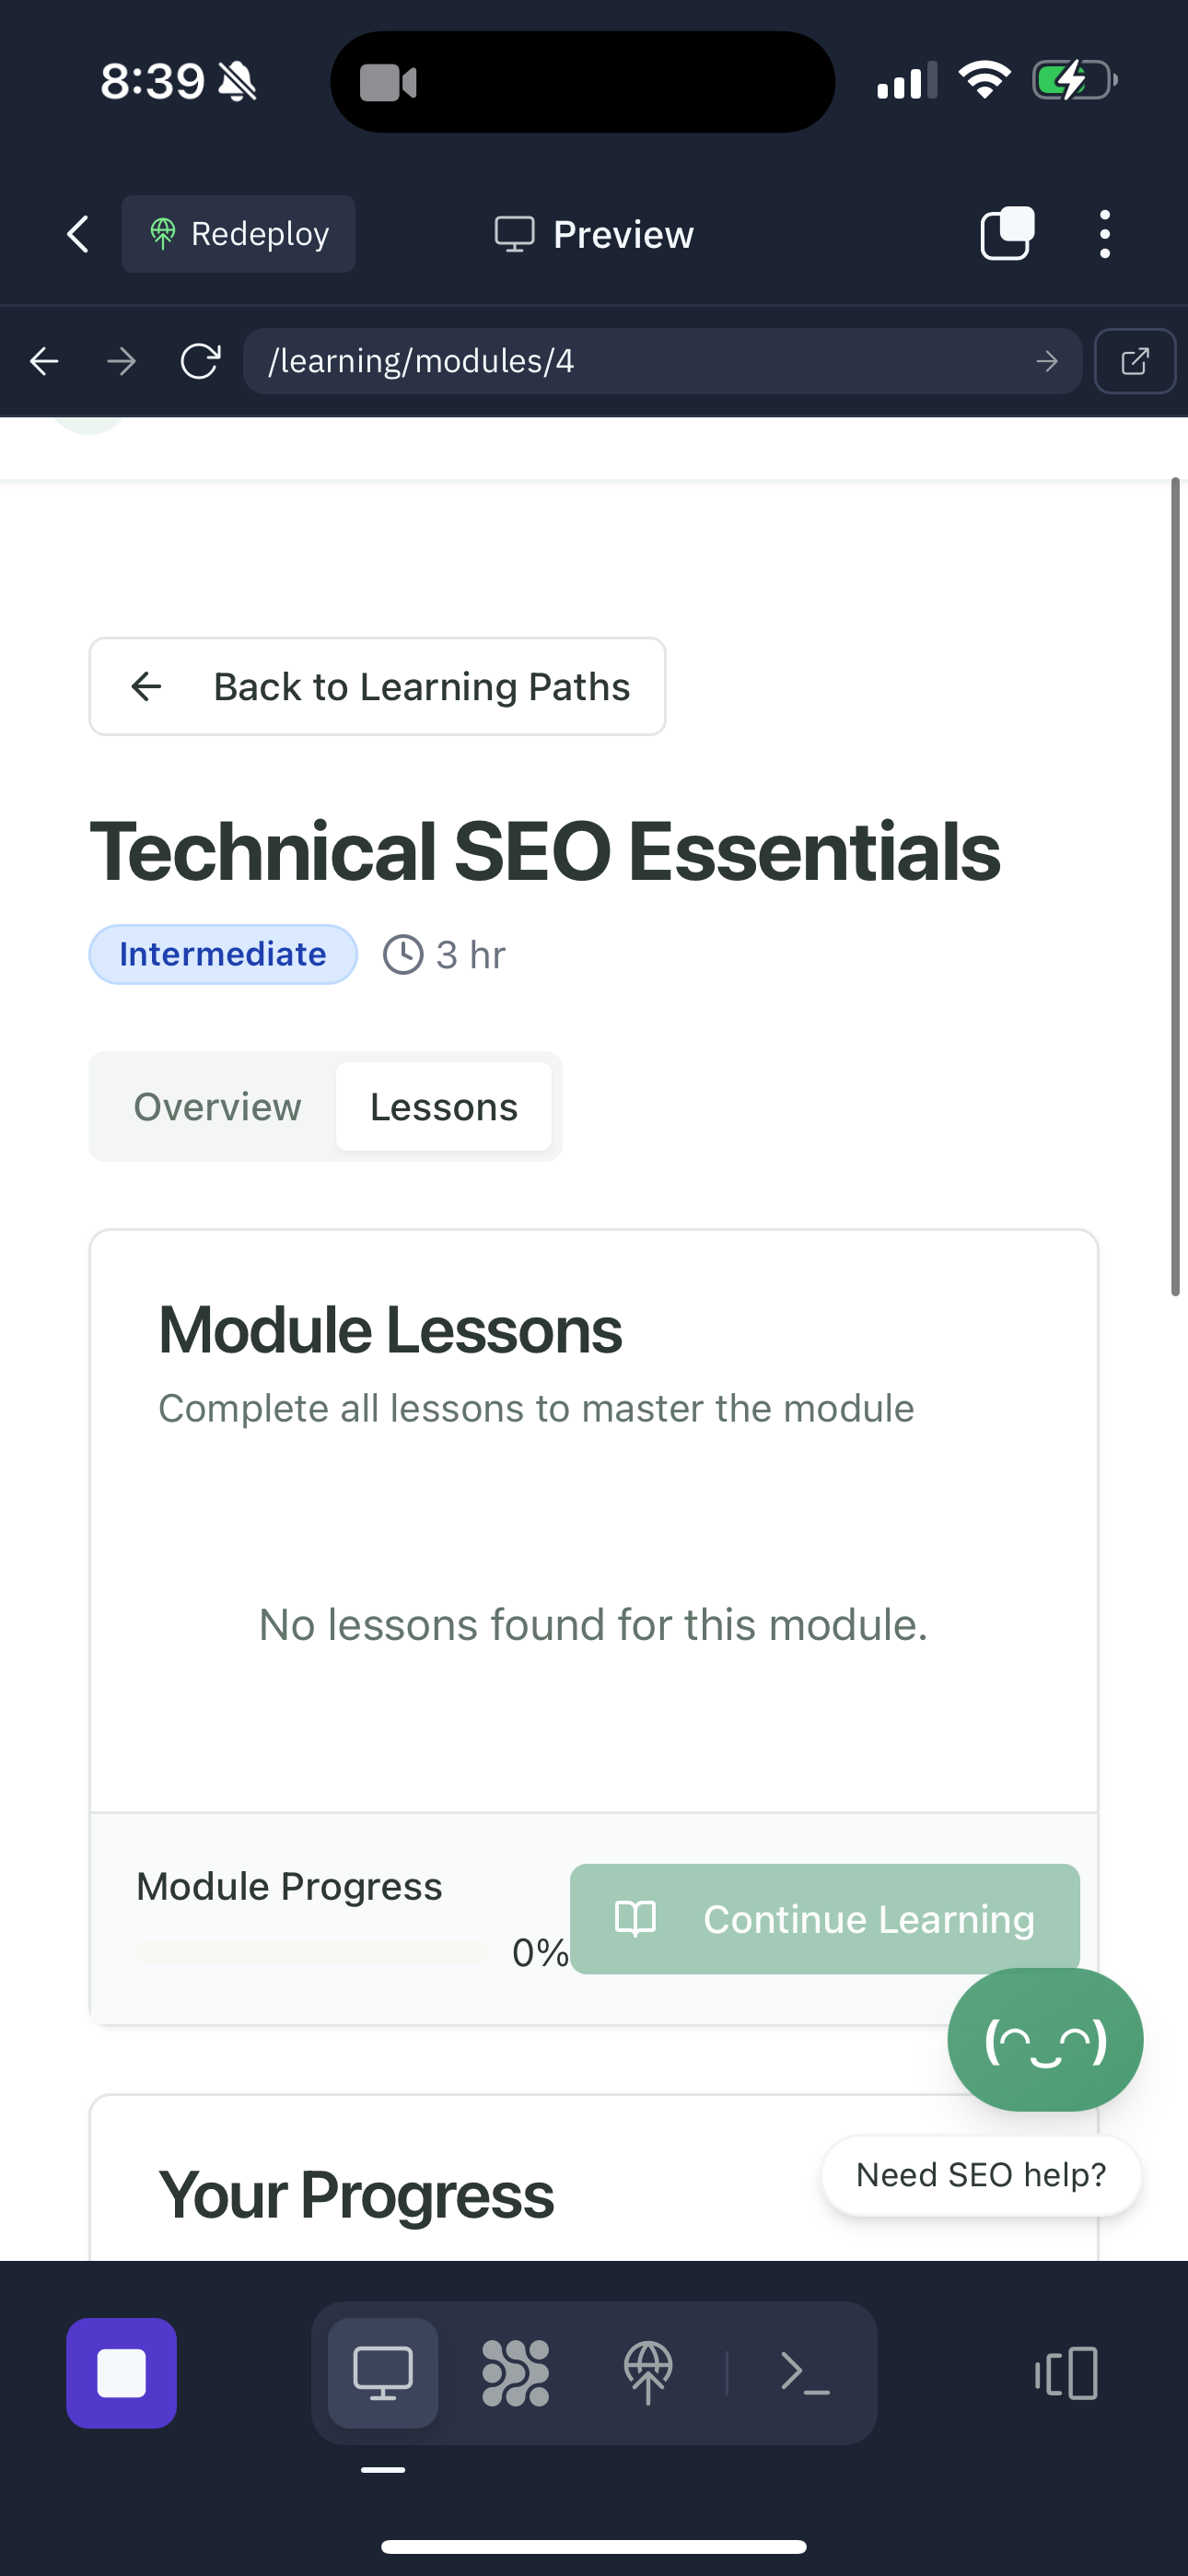 8:39
Redeploy
Preview
/learning/modules/4
Back to Learning Paths
Technical SEO Essentials
Intermediate
3 hr
Overview
Lessons
Module Lessons
Complete all lessons to master the module
No lessons found for this module.
Module Progress
0%
Continue Learning
(◠‿◠)
Need SEO help?
Your Progress